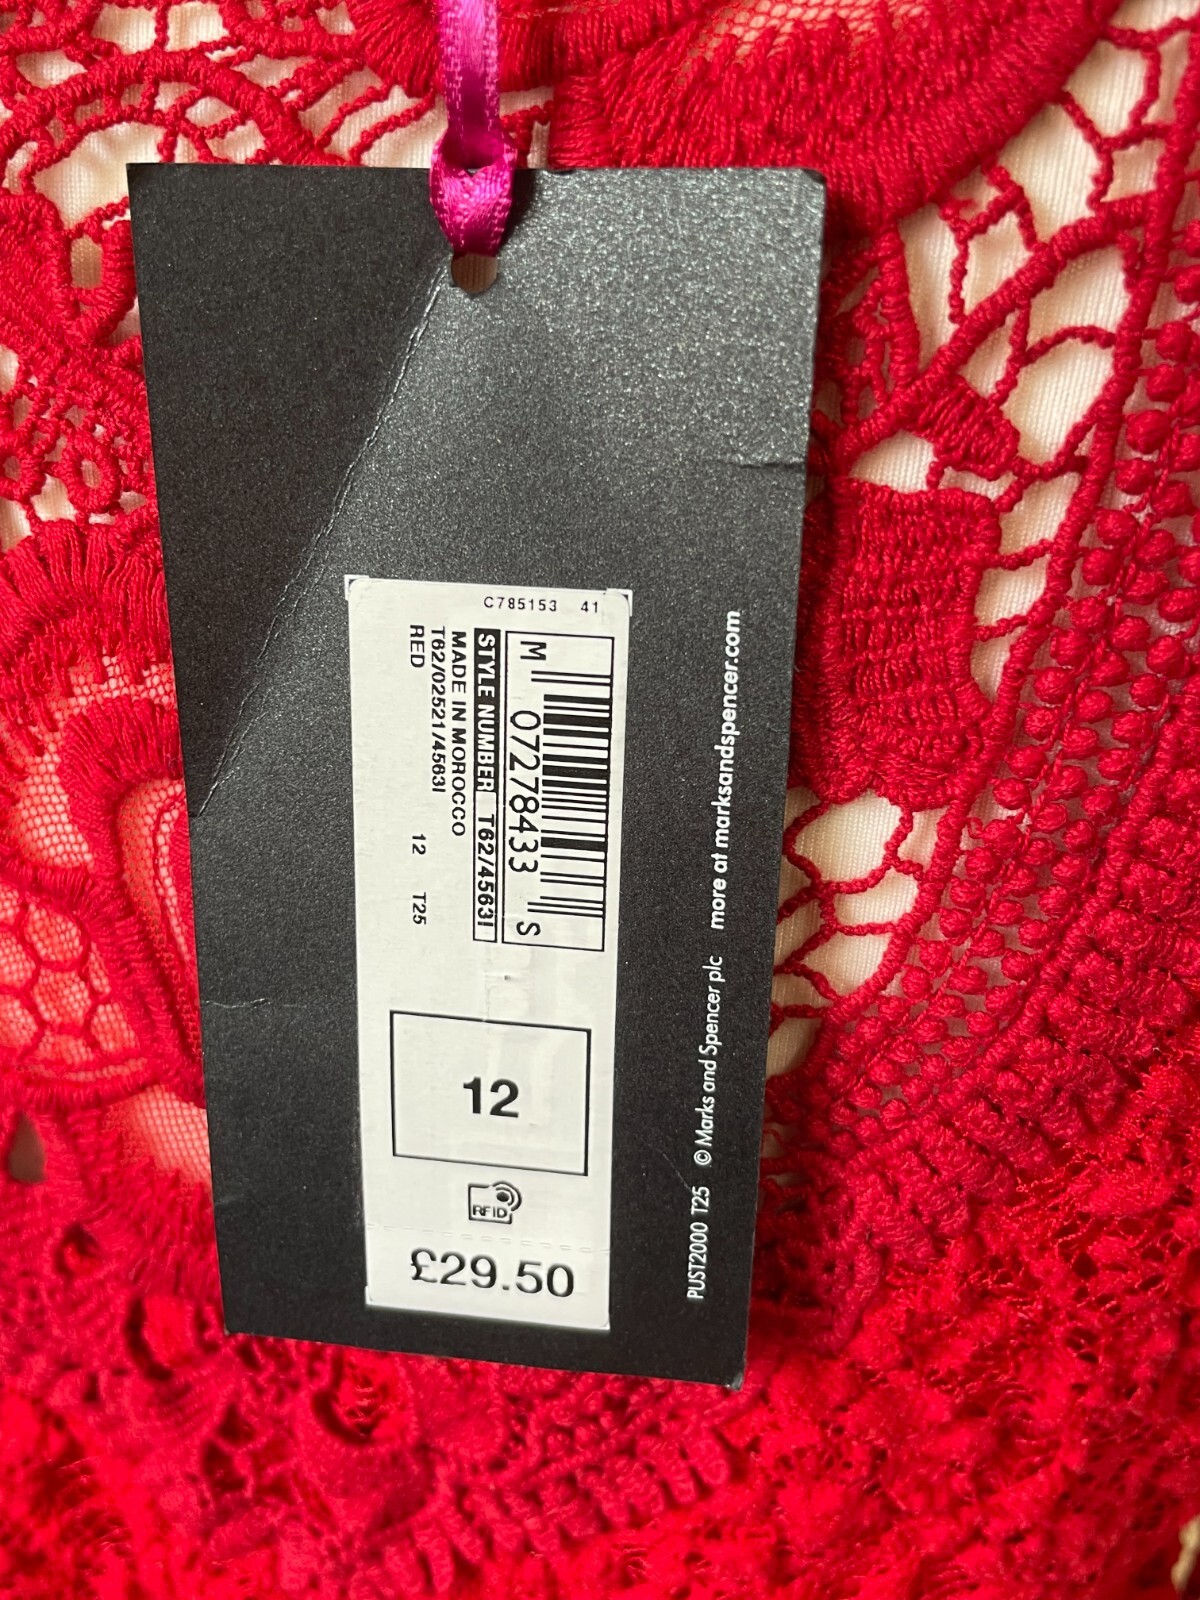 C785153 41
M 07278433 S
STYLE NUMBER T62/4563I
MADE IN MOROCCO
T62/02521/4563I
RED 12 T25
12
RFID
£29.50
PUST2000 T25 © Marks and Spencer plc more at marksandspencer.com